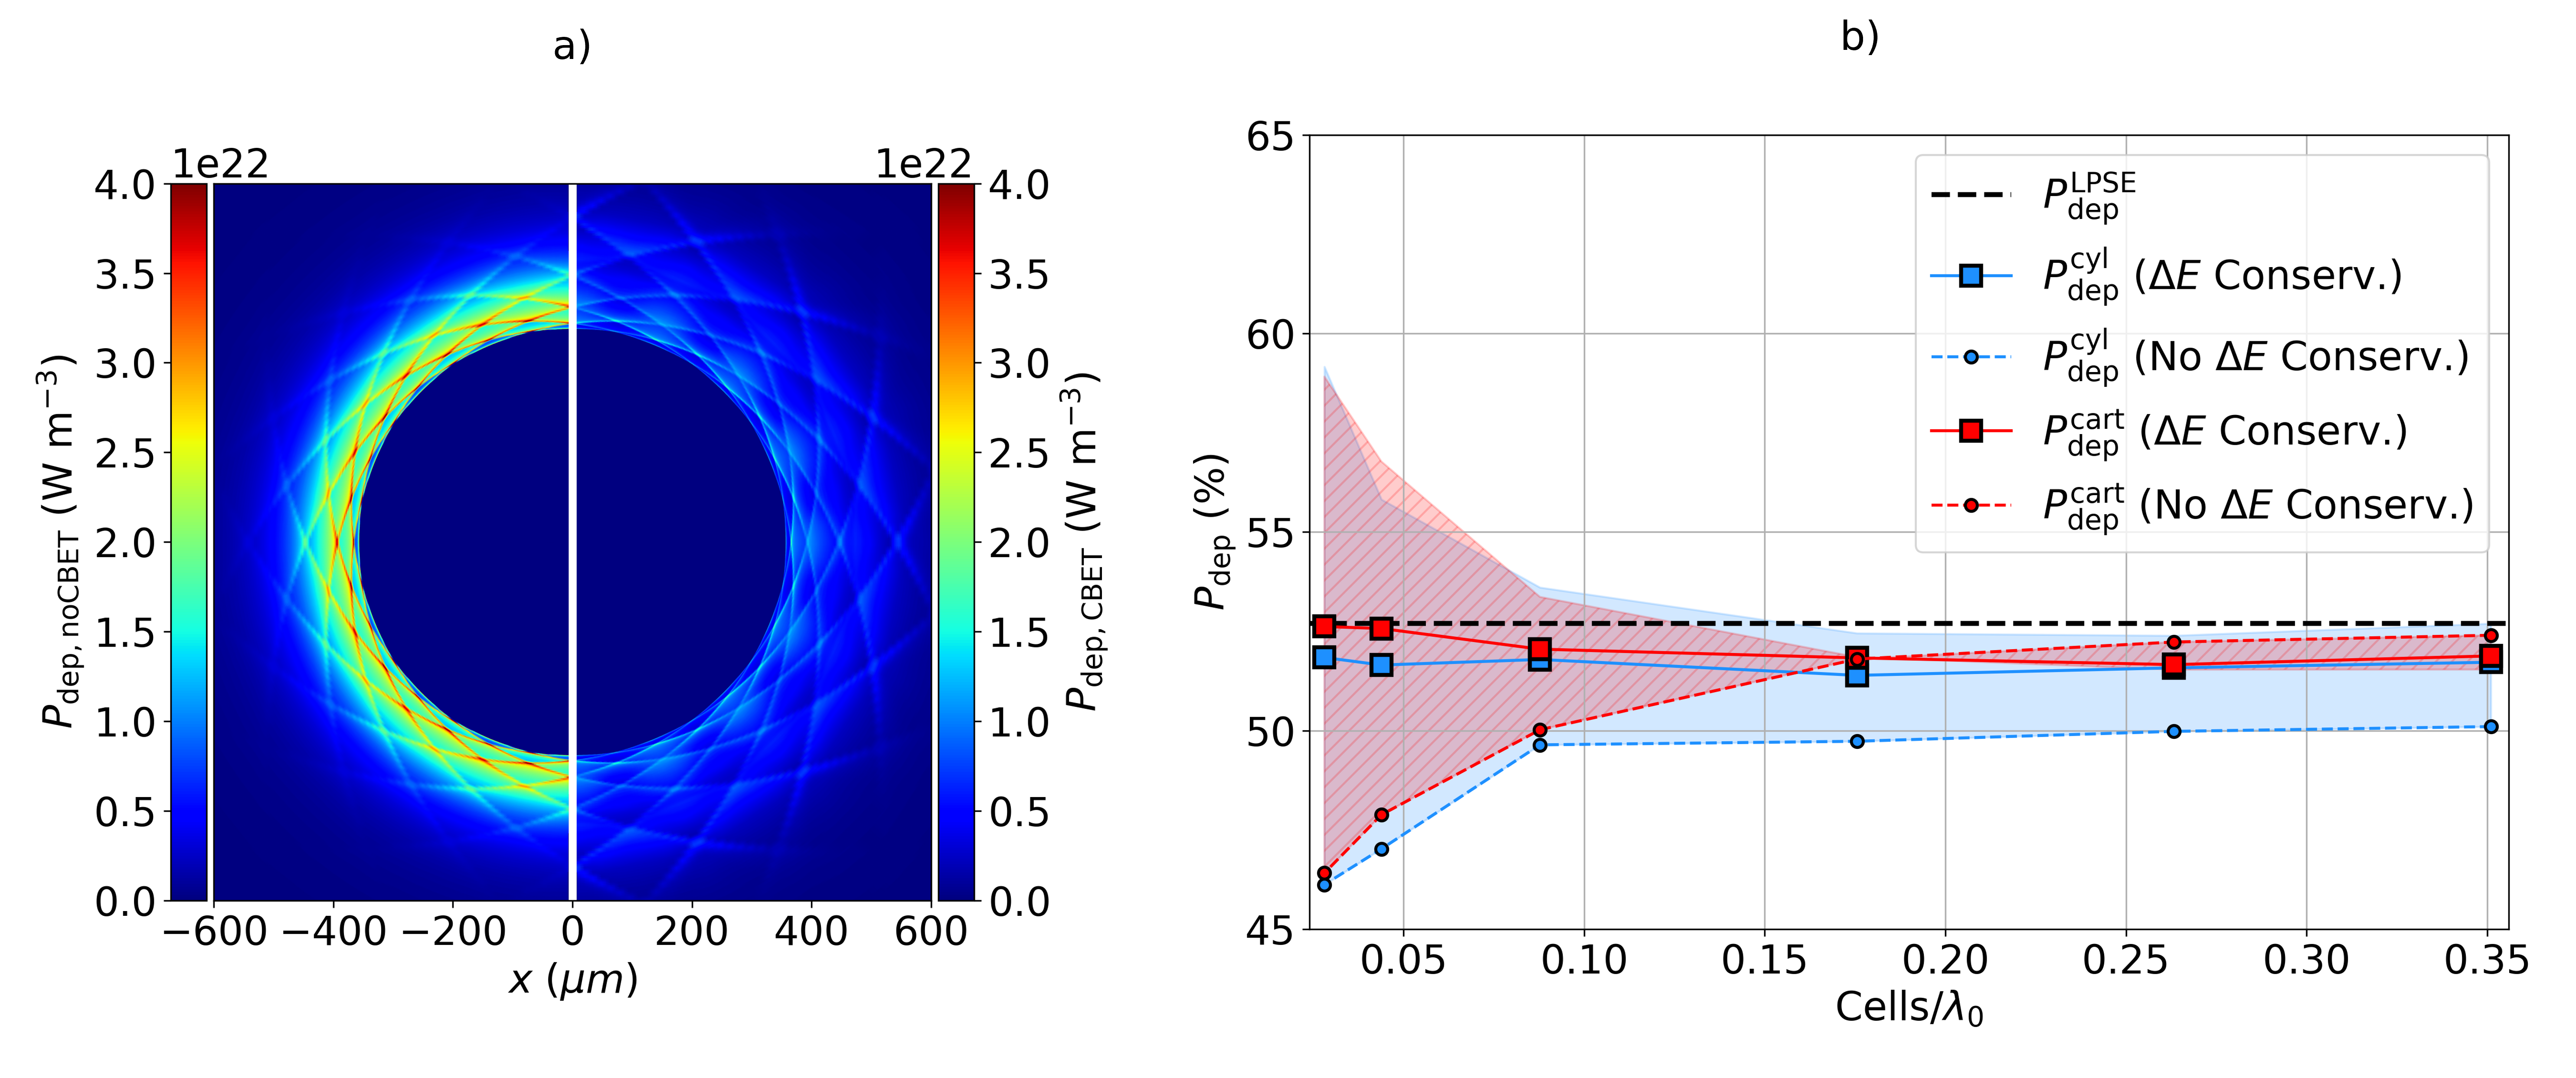 a)
1e22
1e22
4.0
3.5
3.0
2.5
2.0
1.5
1.0
0.5
0.0
P_dep, noCBET (W m⁻³)
4.0
3.5
3.0
2.5
2.0
1.5
1.0
0.5
0.0
P_dep, CBET (W m⁻³)
−600 −400 −200 0 200 400 600
x (μm)
b)
65
60
55
50
45
P_dep (%)
P_dep^LPSE
P_dep^cyl (ΔE Conserv.)
P_dep^cyl (No ΔE Conserv.)
P_dep^cart (ΔE Conserv.)
P_dep^cart (No ΔE Conserv.)
0.05 0.10 0.15 0.20 0.25 0.30 0.35
Cells/λ₀